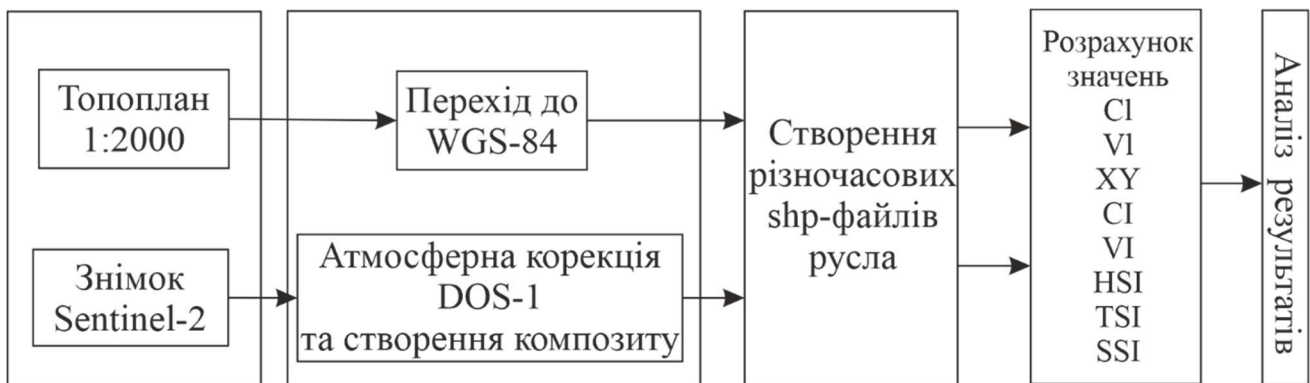 Топоплан
1:2000
Знімок
Sentinel-2
Перехід до
WGS-84
Атмосферна корекція
DOS-1
та створення композиту
Створення
різночасових
shp-файлів
русла
Розрахунок
значень
Cl
Vl
XY
CI
VI
HSI
TSI
SSI
Аналіз результатів